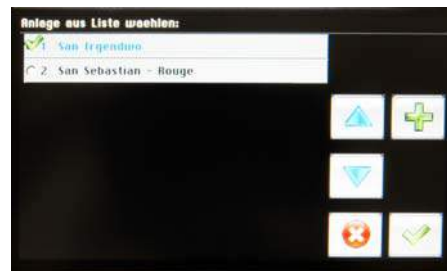 Anlage aus Liste waehlen:
1 San Irgendwo
2 San Sebastian - Rouge